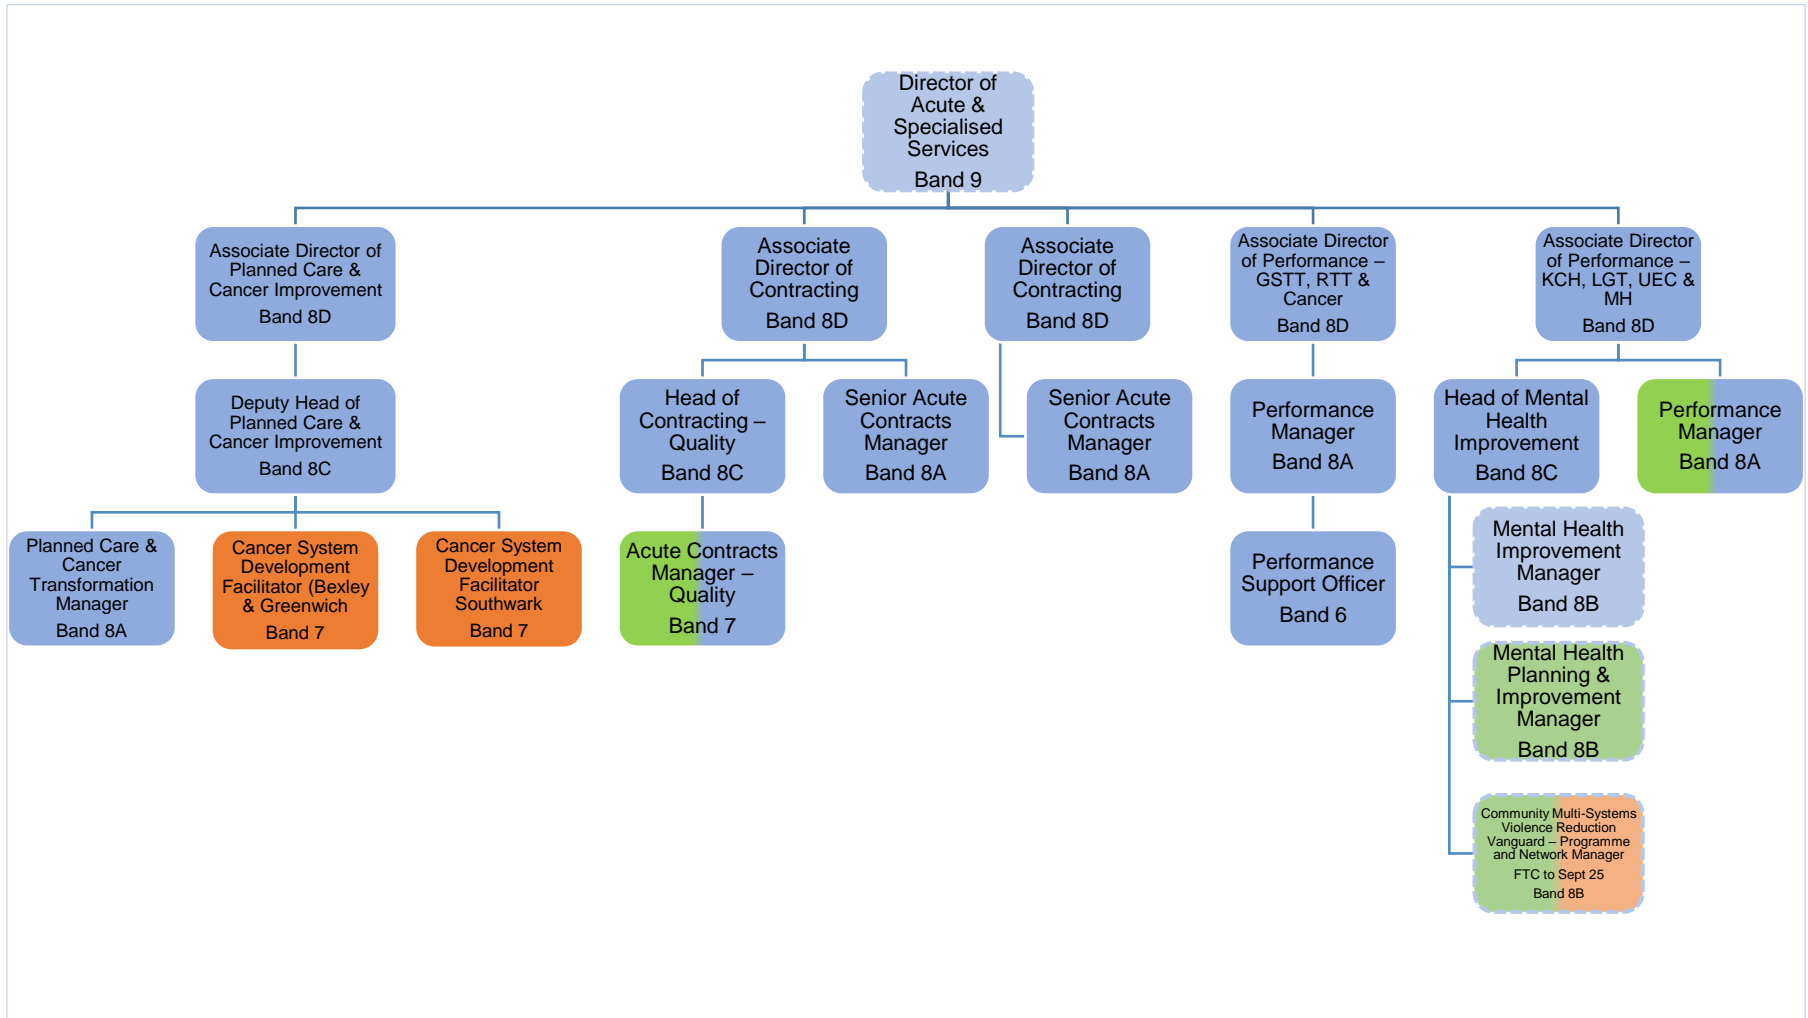 Director of
Acute &
Specialised
Services
Band 9
Associate Director of
Planned Care &
Cancer Improvement
Band 8D
Associate
Director of
Contracting
Band 8D
Associate
Director of
Contracting
Band 8D
Associate Director
of Performance –
GSTT, RTT &
Cancer
Band 8D
Associate Director
of Performance –
KCH, LGT, UEC &
MH
Band 8D
Deputy Head of
Planned Care &
Cancer Improvement
Band 8C
Head of
Contracting –
Quality
Band 8C
Senior Acute
Contracts
Manager
Band 8A
Senior Acute
Contracts
Manager
Band 8A
Performance
Manager
Band 8A
Head of Mental
Health
Improvement
Band 8C
Performance
Manager
Band 8A
Planned Care &
Cancer
Transformation
Manager
Band 8A
Cancer System
Development
Facilitator (Bexley
& Greenwich
Band 7
Cancer System
Development
Facilitator
Southwark
Band 7
Acute Contracts
Manager –
Quality
Band 7
Performance
Support Officer
Band 6
Mental Health
Improvement
Manager
Band 8B
Mental Health
Planning &
Improvement
Manager
Band 8B
Community Multi-Systems
Violence Reduction
Vanguard – Programme
and Network Manager
FTC to Sept 25
Band 8B